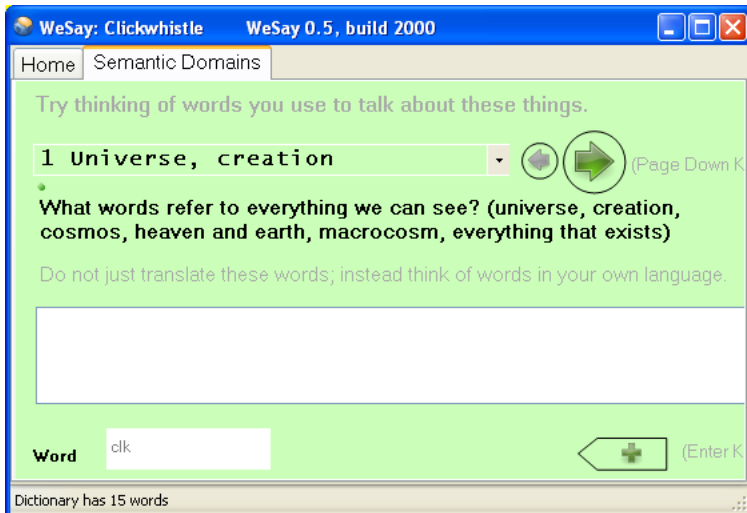 WeSay: Clickwhistle WeSay 0.5, build 2000
Home Semantic Domains
Try thinking of words you use to talk about these things.
1 Universe, creation
(Page Down K
What words refer to everything we can see? (universe, creation,
cosmos, heaven and earth, macrocosm, everything that exists)
Do not just translate these words; instead think of words in your own language.
Word clk
(Enter K
Dictionary has 15 words